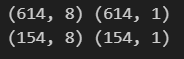 (614, 8) (614, 1)
(154, 8) (154, 1)